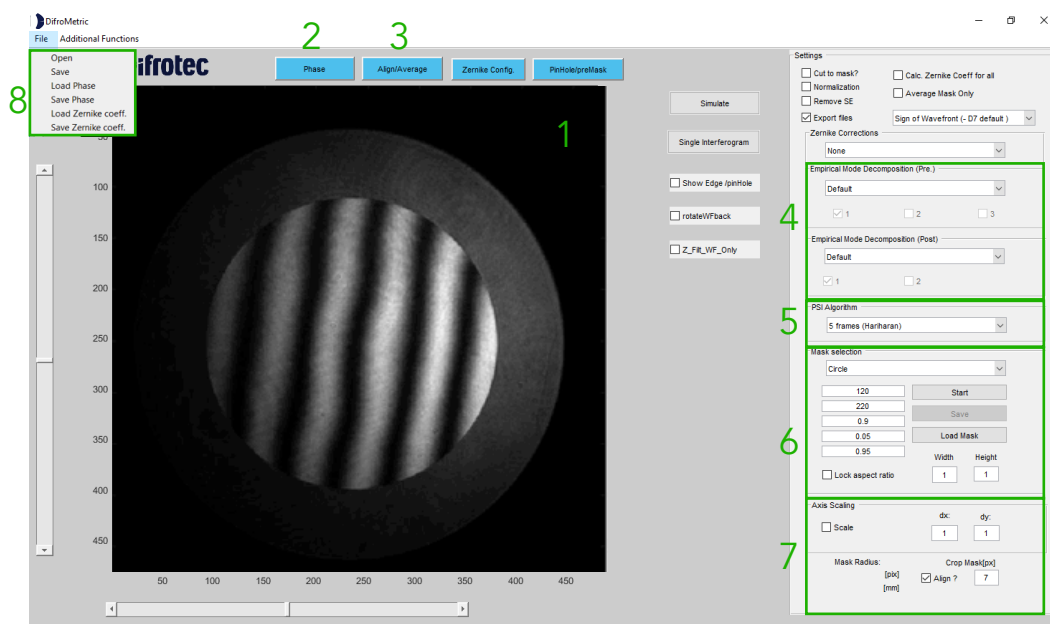 DifroMetric
File Additional Functions
2
3
8
Open
Save
Load Phase
Save Phase
Load Zernike coeff.
Save Zernike coeff.
ifrotec
Phase
Align/Average
Zernike Config.
PinHole/preMask
1
50
100
150
200
250
300
350
400
450
50 100 150 200 250 300 350 400 450
Simulate
Single Interferogram
Show Edge /pinHole
rotateWFback
Z_Filt_WF_Only
Settings
Cut to mask?
Normalization
Remove SE
Export files
Calc. Zernike Coeff for all
Average Mask Only
Sign of Wavefront (- D7 default )
Zernike Corrections
None
4
Empirical Mode Decomposition (Pre.)
Default
1 2 3
Empirical Mode Decomposition (Post)
Default
1 2
5
PSI Algorithm
5 frames (Hariharan)
6
Mask selection
Circle
120
220
0.9
0.05
0.95
Start
Save
Load Mask
Width Height
Lock aspect ratio
1 1
7
Axis Scaling
dx: dy:
Scale
1 1
Mask Radius:
[pix]
[mm]
Crop Mask[px]
Align ? 7